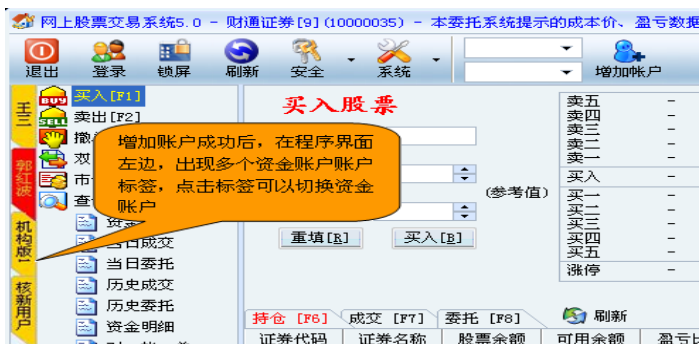 网上股票交易系统5.0 - 财通证券[9](10000035) - 本委托系统提示的成本价、盈亏数据
退出 登录 锁屏 刷新 安全 系统 增加帐户
王三
郭红波
机构版1
核新用户
买入[F1]
卖出[F2]
撤
双
市
查
资金
当日成交
当日委托
历史成交
历史委托
资金明细
增加账户成功后，在程序界面
左边，出现多个资金账户账户
标签，点击标签可以切换资金
账户
买入股票
(参考值)
重填[R] 买入[B]
卖五 -
卖四 -
卖三 -
卖二 -
卖一 -
买入 -
买一 -
买二 -
买三 -
买四 -
买五 -
涨停 -
持仓 [F6] 成交 [F7] 委托 [F8] 刷新
证券代码 证券名称 股票余额 可用余额 盈亏比